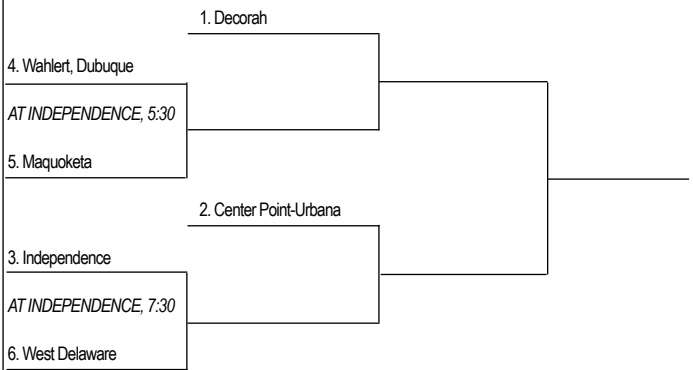 1. Decorah
4. Wahlert, Dubuque
AT INDEPENDENCE, 5:30
5. Maquoketa
2. Center Point-Urbana
3. Independence
AT INDEPENDENCE, 7:30
6. West Delaware